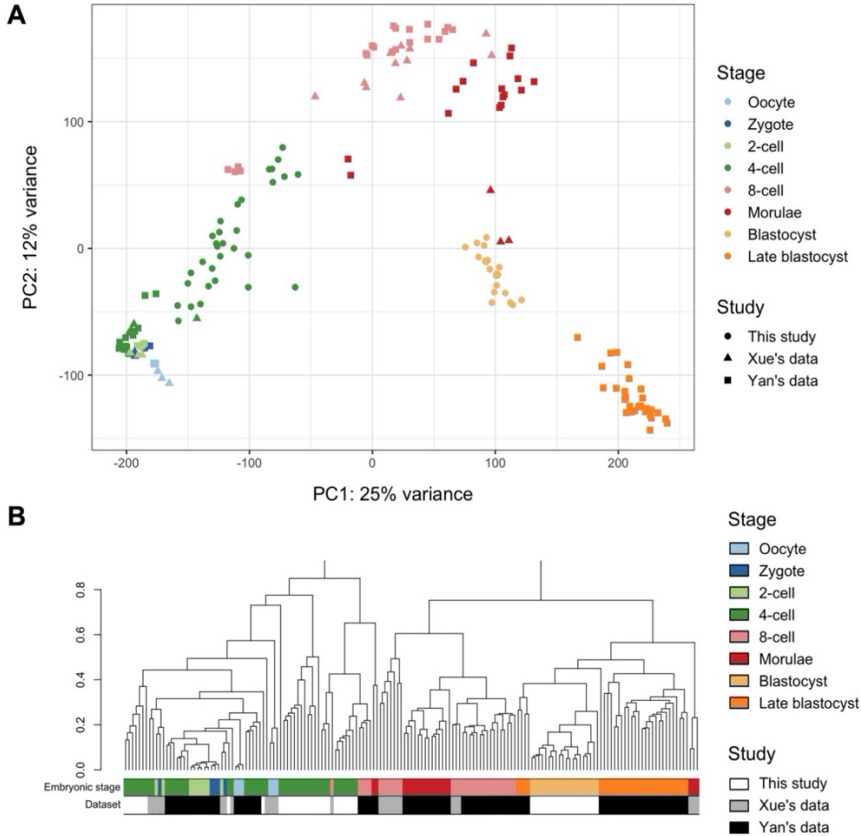 A
PC2: 12% variance
100
0
-100
-200
-100
0
100
200
PC1: 25% variance
Stage
Oocyte
Zygote
2-cell
4-cell
8-cell
Morulae
Blastocyst
Late blastocyst
Study
This study
Xue's data
Yan's data
B
0.8
0.6
0.4
0.2
0.0
Embryonic stage
Dataset
Stage
Oocyte
Zygote
2-cell
4-cell
8-cell
Morulae
Blastocyst
Late blastocyst
Study
This study
Xue's data
Yan's data